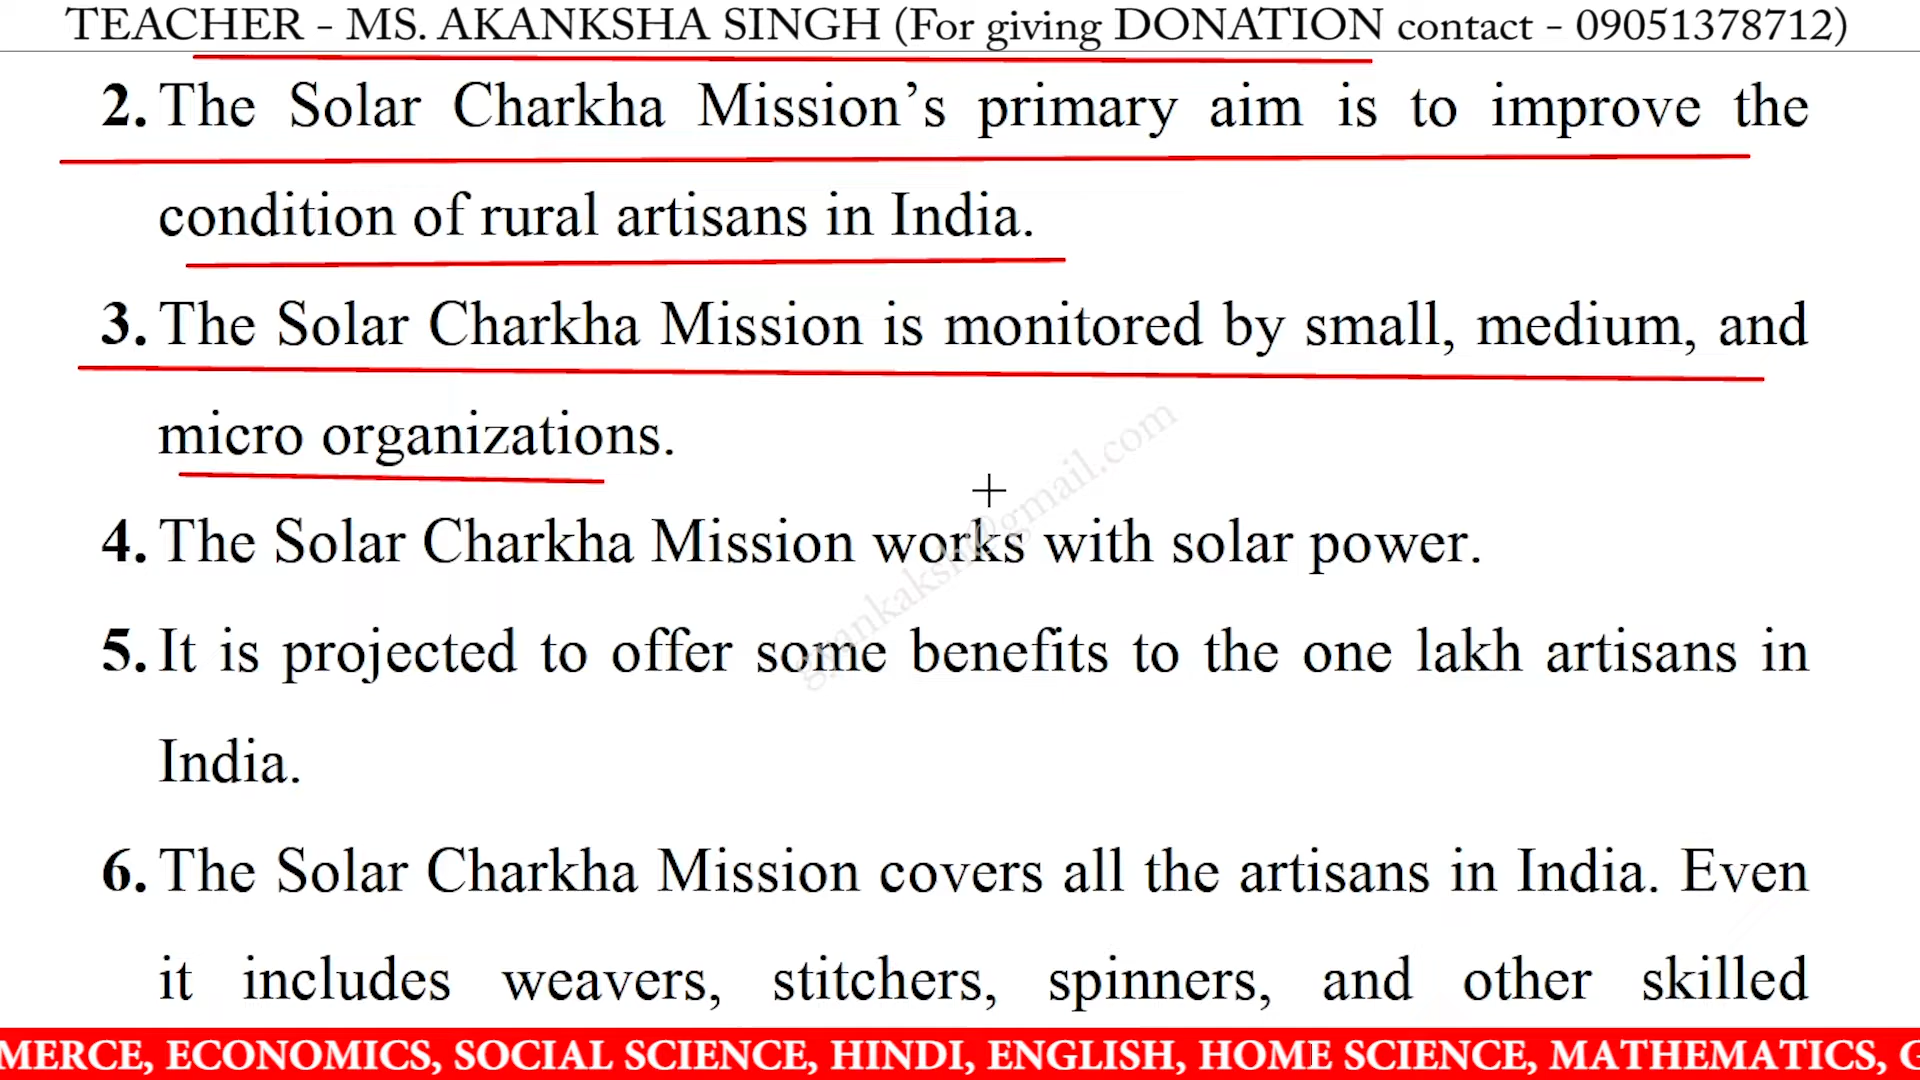 TEACHER - MS. AKANKSHA SINGH (For giving DONATION contact - 09051378712)
2. The Solar Charkha Mission’s primary aim is to improve the
condition of rural artisans in India.
3. The Solar Charkha Mission is monitored by small, medium, and
micro organizations.
4. The Solar Charkha Mission works with solar power.
5. It is projected to offer some benefits to the one lakh artisans in
India.
6. The Solar Charkha Mission covers all the artisans in India. Even
it includes weavers, stitchers, spinners, and other skilled
MERCE, ECONOMICS, SOCIAL SCIENCE, HINDI, ENGLISH, HOME SCIENCE, MATHEMATICS, G